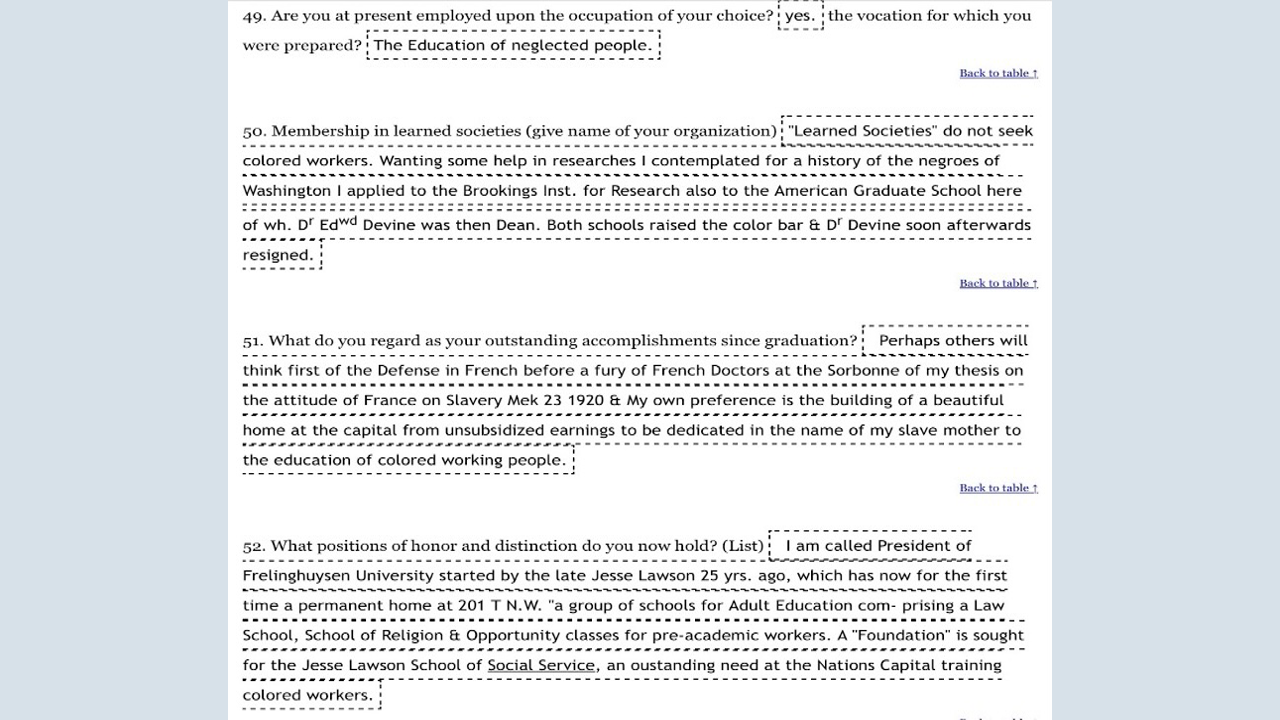 49. Are you at present employed upon the occupation of your choice? yes. the vocation for which you
were prepared? The Education of neglected people.
Back to table ↑
50. Membership in learned societies (give name of your organization) "Learned Societies" do not seek
colored workers. Wanting some help in researches I contemplated for a history of the negroes of
Washington I applied to the Brookings Inst. for Research also to the American Graduate School here
of wh. Dr Edwd Devine was then Dean. Both schools raised the color bar & Dr Devine soon afterwards
resigned.
Back to table ↑
51. What do you regard as your outstanding accomplishments since graduation? Perhaps others will
think first of the Defense in French before a fury of French Doctors at the Sorbonne of my thesis on
the attitude of France on Slavery Mek 23 1920 & My own preference is the building of a beautiful
home at the capital from unsubsidized earnings to be dedicated in the name of my slave mother to
the education of colored working people.
Back to table ↑
52. What positions of honor and distinction do you now hold? (List) I am called President of
Frelinghuysen University started by the late Jesse Lawson 25 yrs. ago, which has now for the first
time a permanent home at 201 T N.W. "a group of schools for Adult Education com- prising a Law
School, School of Religion & Opportunity classes for pre-academic workers. A "Foundation" is sought
for the Jesse Lawson School of Social Service, an oustanding need at the Nations Capital training
colored workers.